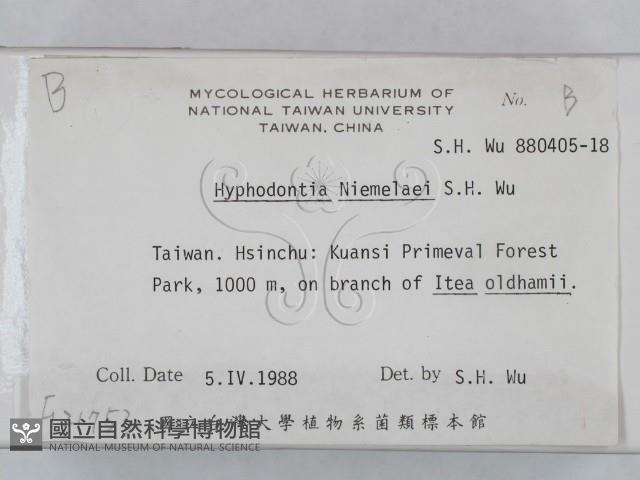 B
MYCOLOGICAL HERBARIUM OF
NATIONAL TAIWAN UNIVERSITY
TAIWAN, CHINA
No. B
S.H. Wu 880405-18
Hyphodontia Niemelaei S.H. Wu
Taiwan. Hsinchu: Kuansi Primeval Forest
Park, 1000 m, on branch of Itea oldhamii.
Coll. Date 5.IV.1988 Det. by S.H. Wu
國立台灣大學植物系菌類標本館
國立自然科學博物館
NATIONAL MUSEUM OF NATURAL SCIENCE